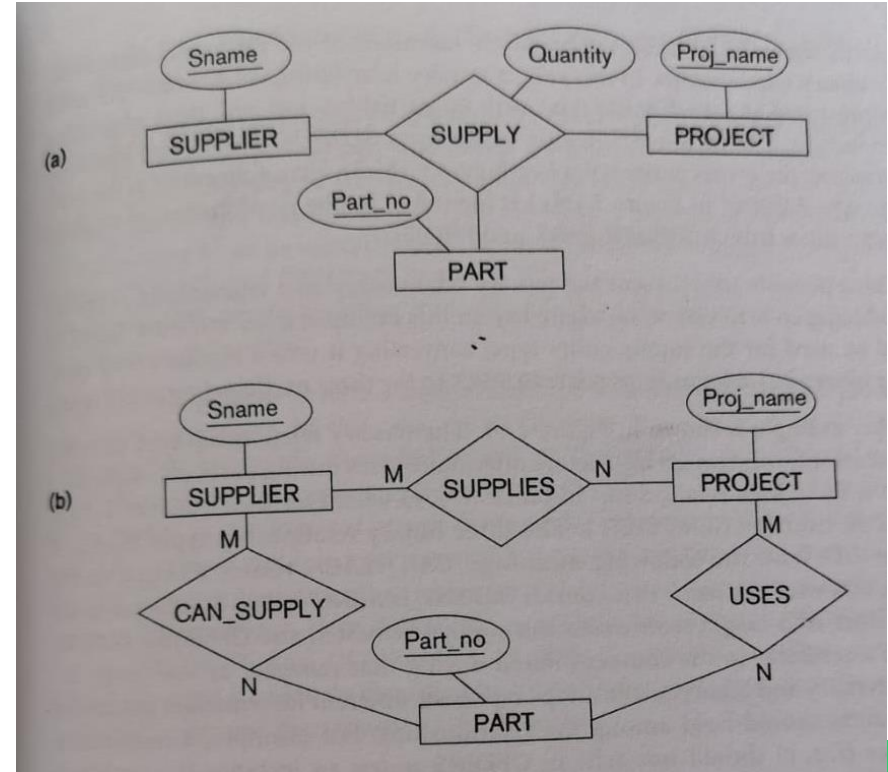 Sname
Quantity
Proj_name
(a)
SUPPLIER
SUPPLY
PROJECT
Part_no
PART
Sname
Proj_name
(b)
SUPPLIER
M
SUPPLIES
N
PROJECT
M
M
CAN_SUPPLY
USES
Part_no
N
N
PART